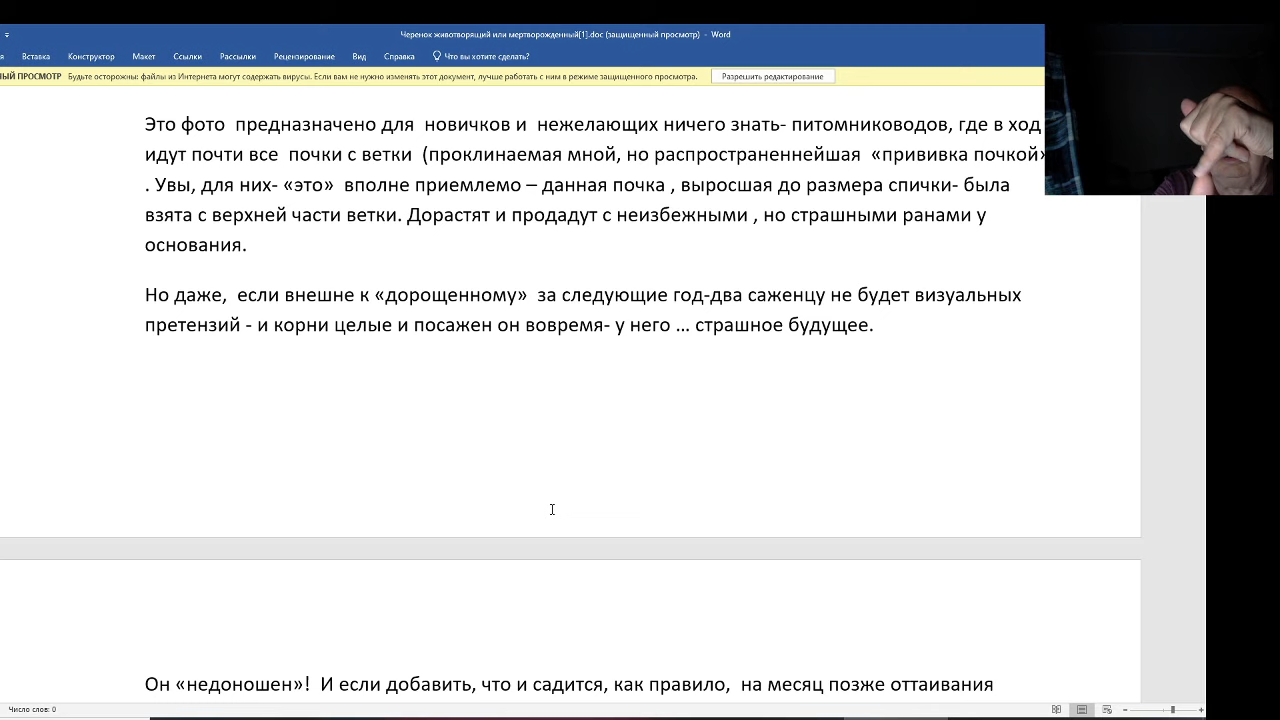 Черенок животворящий или мертворожденный[1].doc (защищенный просмотр) - Word
Вставка Конструктор Макет Ссылки Рассылки Рецензирование Вид Справка Что вы хотите сделать?
ЫЙ ПРОСМОТР Будьте осторожны: файлы из Интернета могут содержать вирусы. Если вам не нужно изменять этот документ, лучше работать с ним в режиме защищенного просмотра. Разрешить редактирование
Это фото предназначено для новичков и нежелающих ничего знать- питомниководов, где в ход
идут почти все почки с ветки (проклинаемая мной, но распространеннейшая «прививка почкой»
. Увы, для них- «это» вполне приемлемо – данная почка , выросшая до размера спички- была
взята с верхней части ветки. Дорастят и продадут с неизбежными , но страшными ранами у
основания.
Но даже, если внешне к «дорощенному» за следующие год-два саженцу не будет визуальных
претензий - и корни целые и посажен он вовремя- у него … страшное будущее.
Он «недоношен»! И если добавить, что и садится, как правило, на месяц позже оттаивания
Число слов: 0